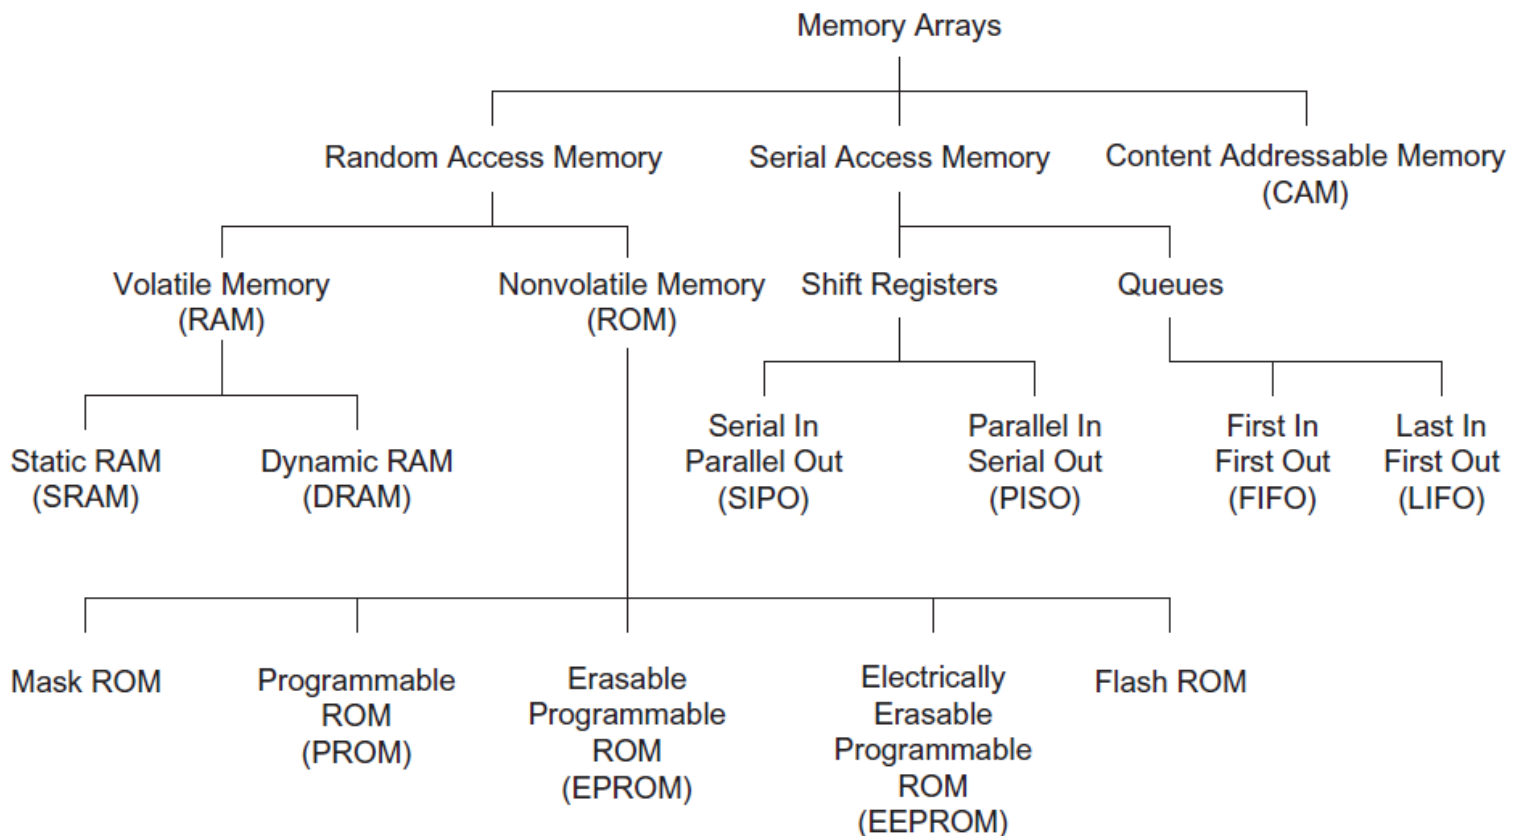 Memory Arrays
Random Access Memory
Serial Access Memory
Content Addressable Memory
(CAM)
Volatile Memory
(RAM)
Nonvolatile Memory
(ROM)
Shift Registers
Queues
Static RAM
(SRAM)
Dynamic RAM
(DRAM)
Serial In
Parallel Out
(SIPO)
Parallel In
Serial Out
(PISO)
First In
First Out
(FIFO)
Last In
First Out
(LIFO)
Mask ROM
Programmable
ROM
(PROM)
Erasable
Programmable
ROM
(EPROM)
Electrically
Erasable
Programmable
ROM
(EEPROM)
Flash ROM